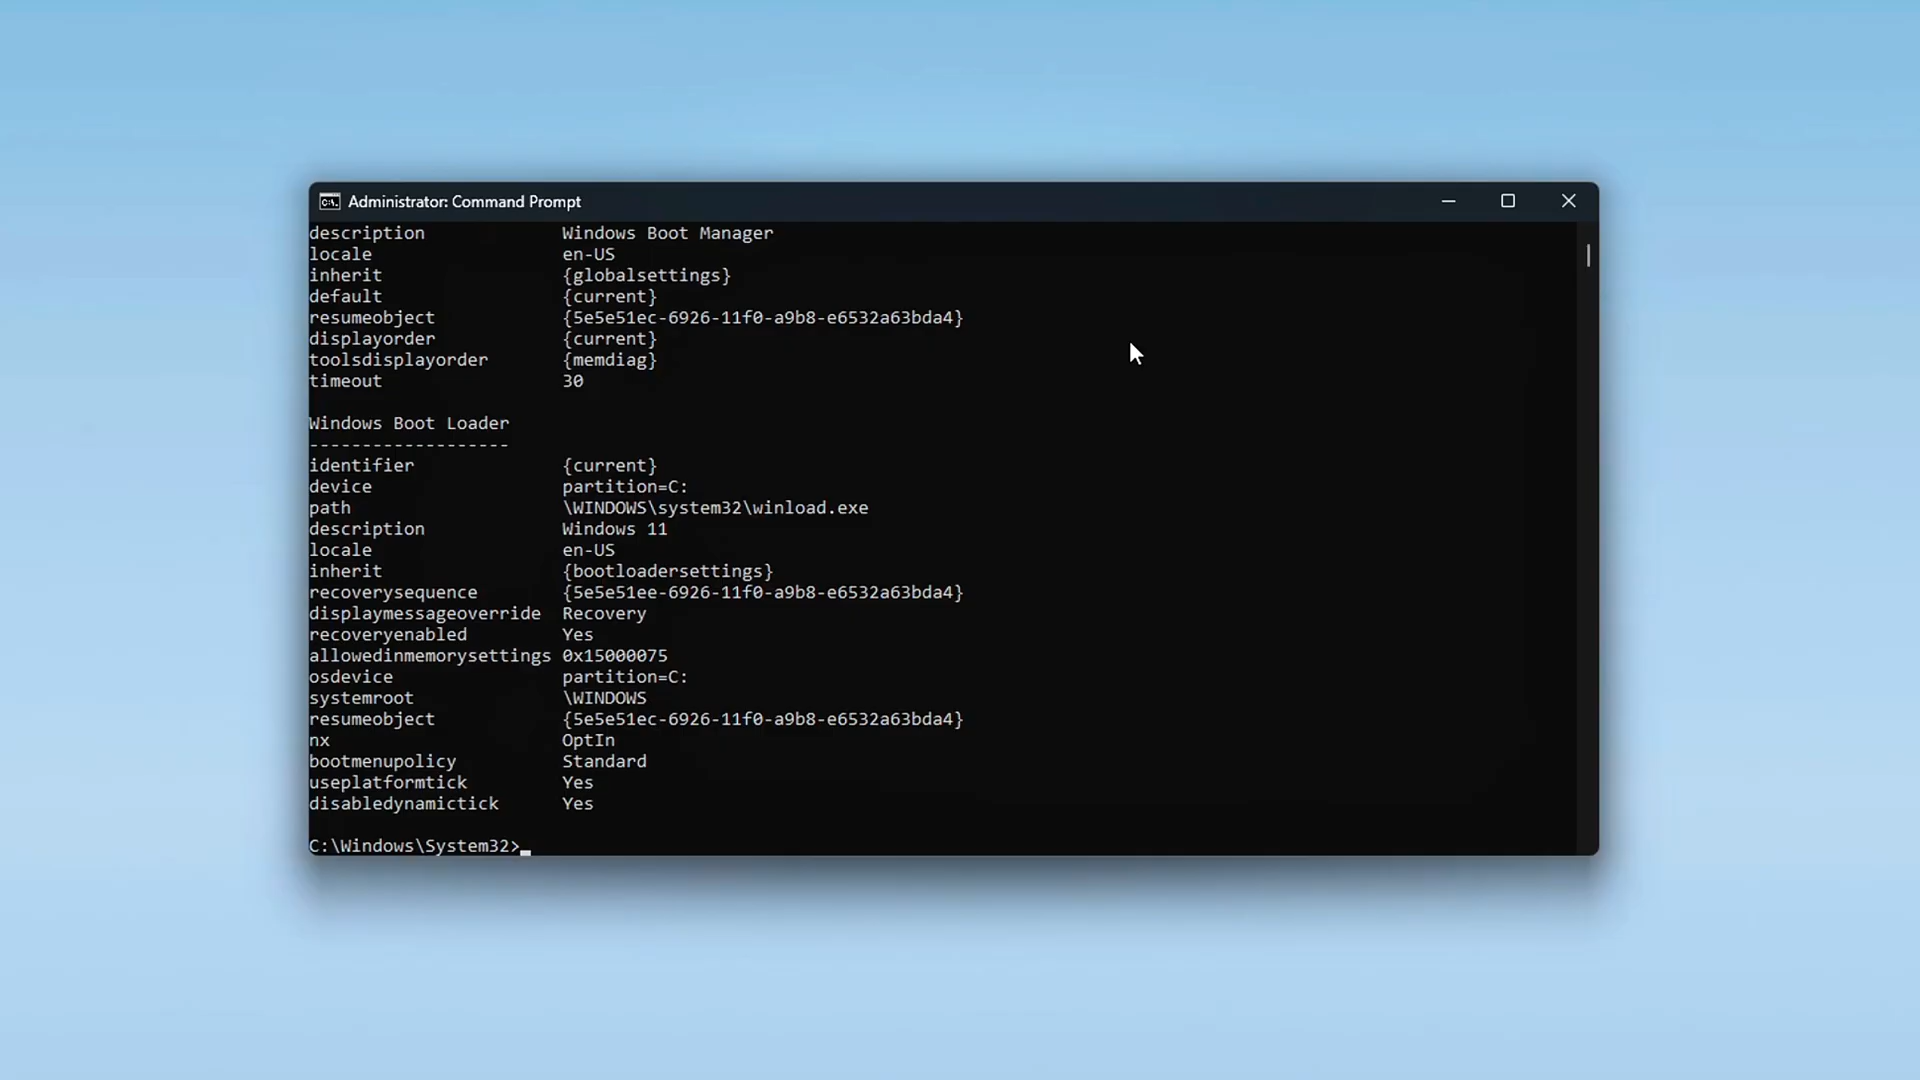 Administrator: Command Prompt
description Windows Boot Manager
locale en-US
inherit {globalsettings}
default {current}
resumeobject {5e5e51ec-6926-11f0-a9b8-e6532a63bda4}
displayorder {current}
toolsdisplayorder {memdiag}
timeout 30
Windows Boot Loader
-------------------
identifier {current}
device partition=C:
path \WINDOWS\system32\winload.exe
description Windows 11
locale en-US
inherit {bootloadersettings}
recoverysequence {5e5e51ee-6926-11f0-a9b8-e6532a63bda4}
displaymessageoverride Recovery
recoveryenabled Yes
allowedinmemorysettings 0x15000075
osdevice partition=C:
systemroot \WINDOWS
resumeobject {5e5e51ec-6926-11f0-a9b8-e6532a63bda4}
nx OptIn
bootmenupolicy Standard
useplatformtick Yes
disabledynamictick Yes
C:\Windows\System32>